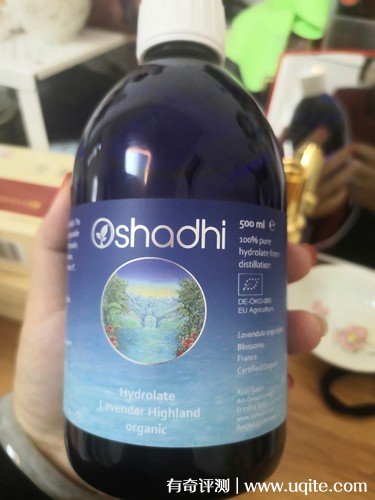 Oshadhi
Hydrolate
Lavender Highland
organic
500 ml e
100% pure
hydrolate from
distillation
DE-ÖKO-009
EU Agriculture
Blossoms
France
Certified Organic
有奇评测 | www.uqite.com